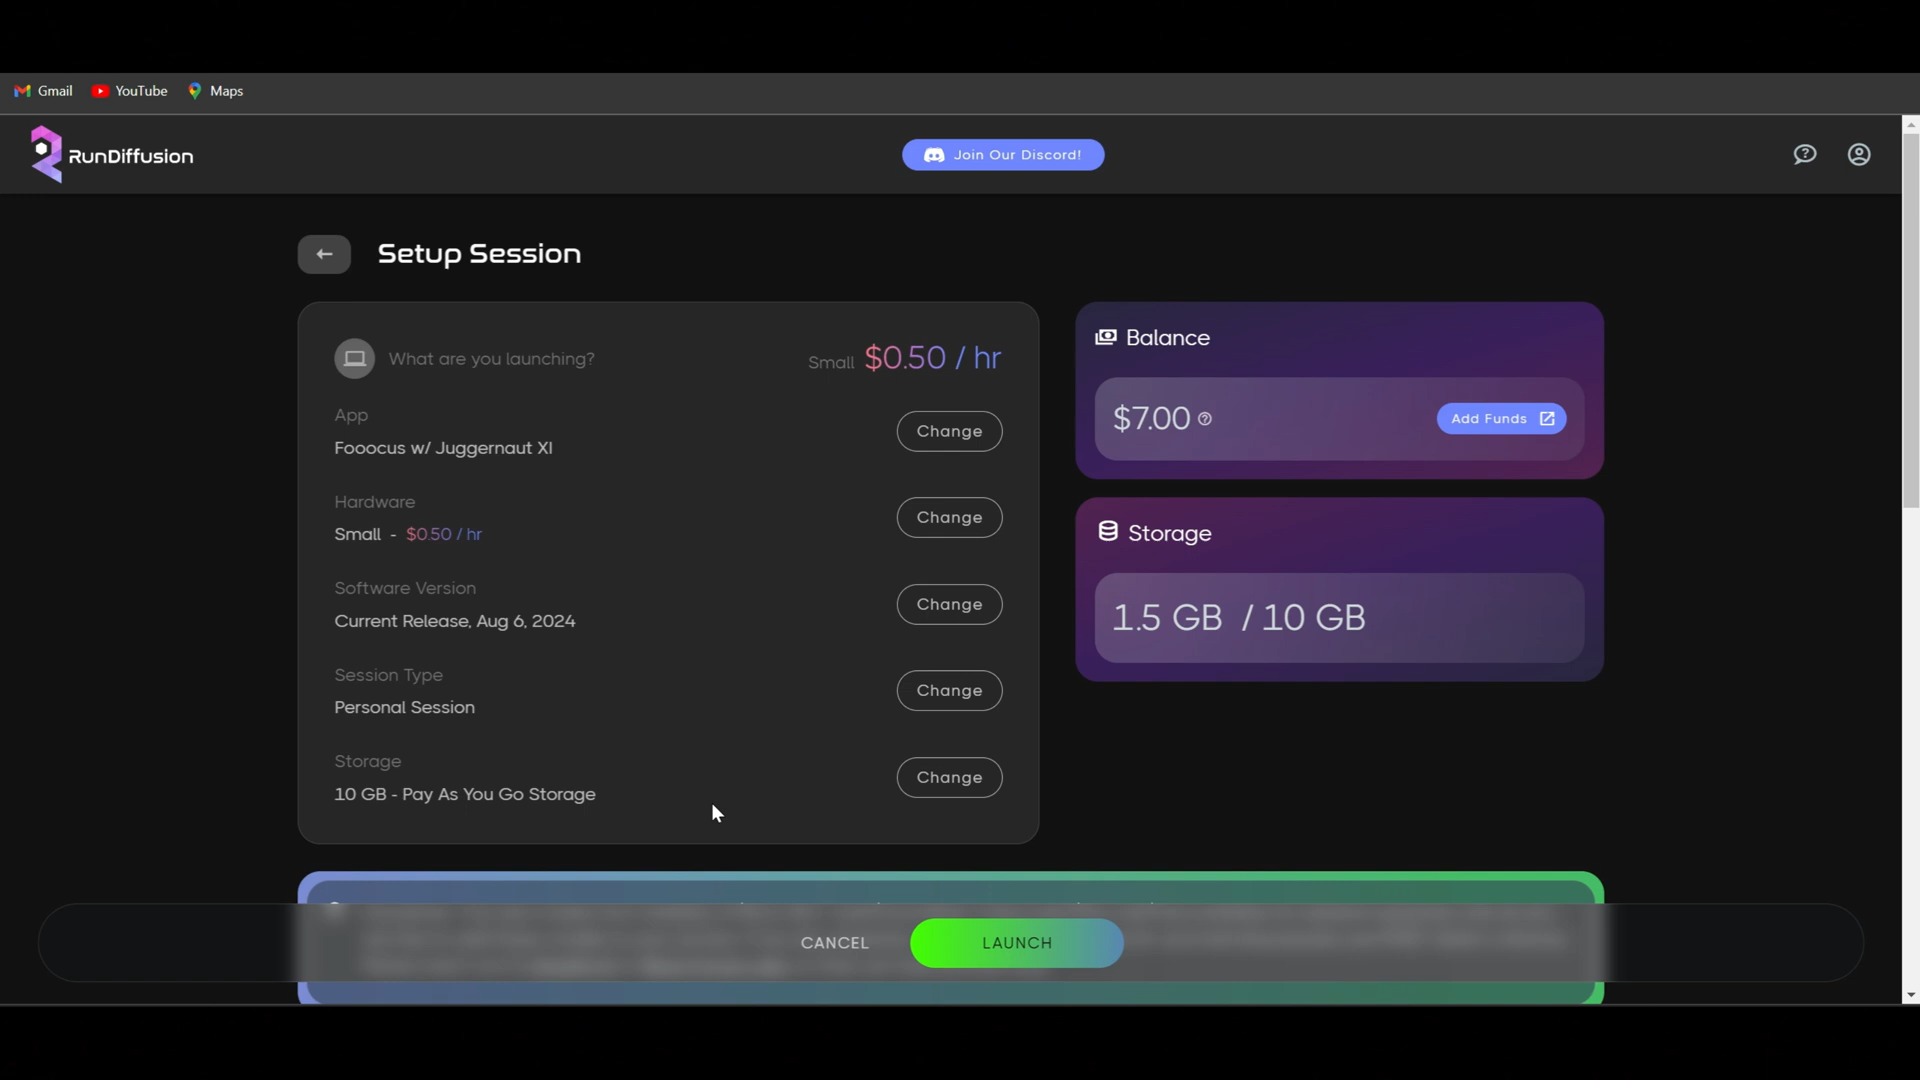 Gmail YouTube Maps
RunDiffusion
Join Our Discord!
Setup Session
What are you launching?
Small $0.50 / hr
App
Fooocus w/ Juggernaut XI
Change
Hardware
Small - $0.50 / hr
Change
Software Version
Current Release, Aug 6, 2024
Change
Session Type
Personal Session
Change
Storage
10 GB - Pay As You Go Storage
Change
Balance
$7.00
Add Funds
Storage
1.5 GB / 10 GB
CANCEL
LAUNCH